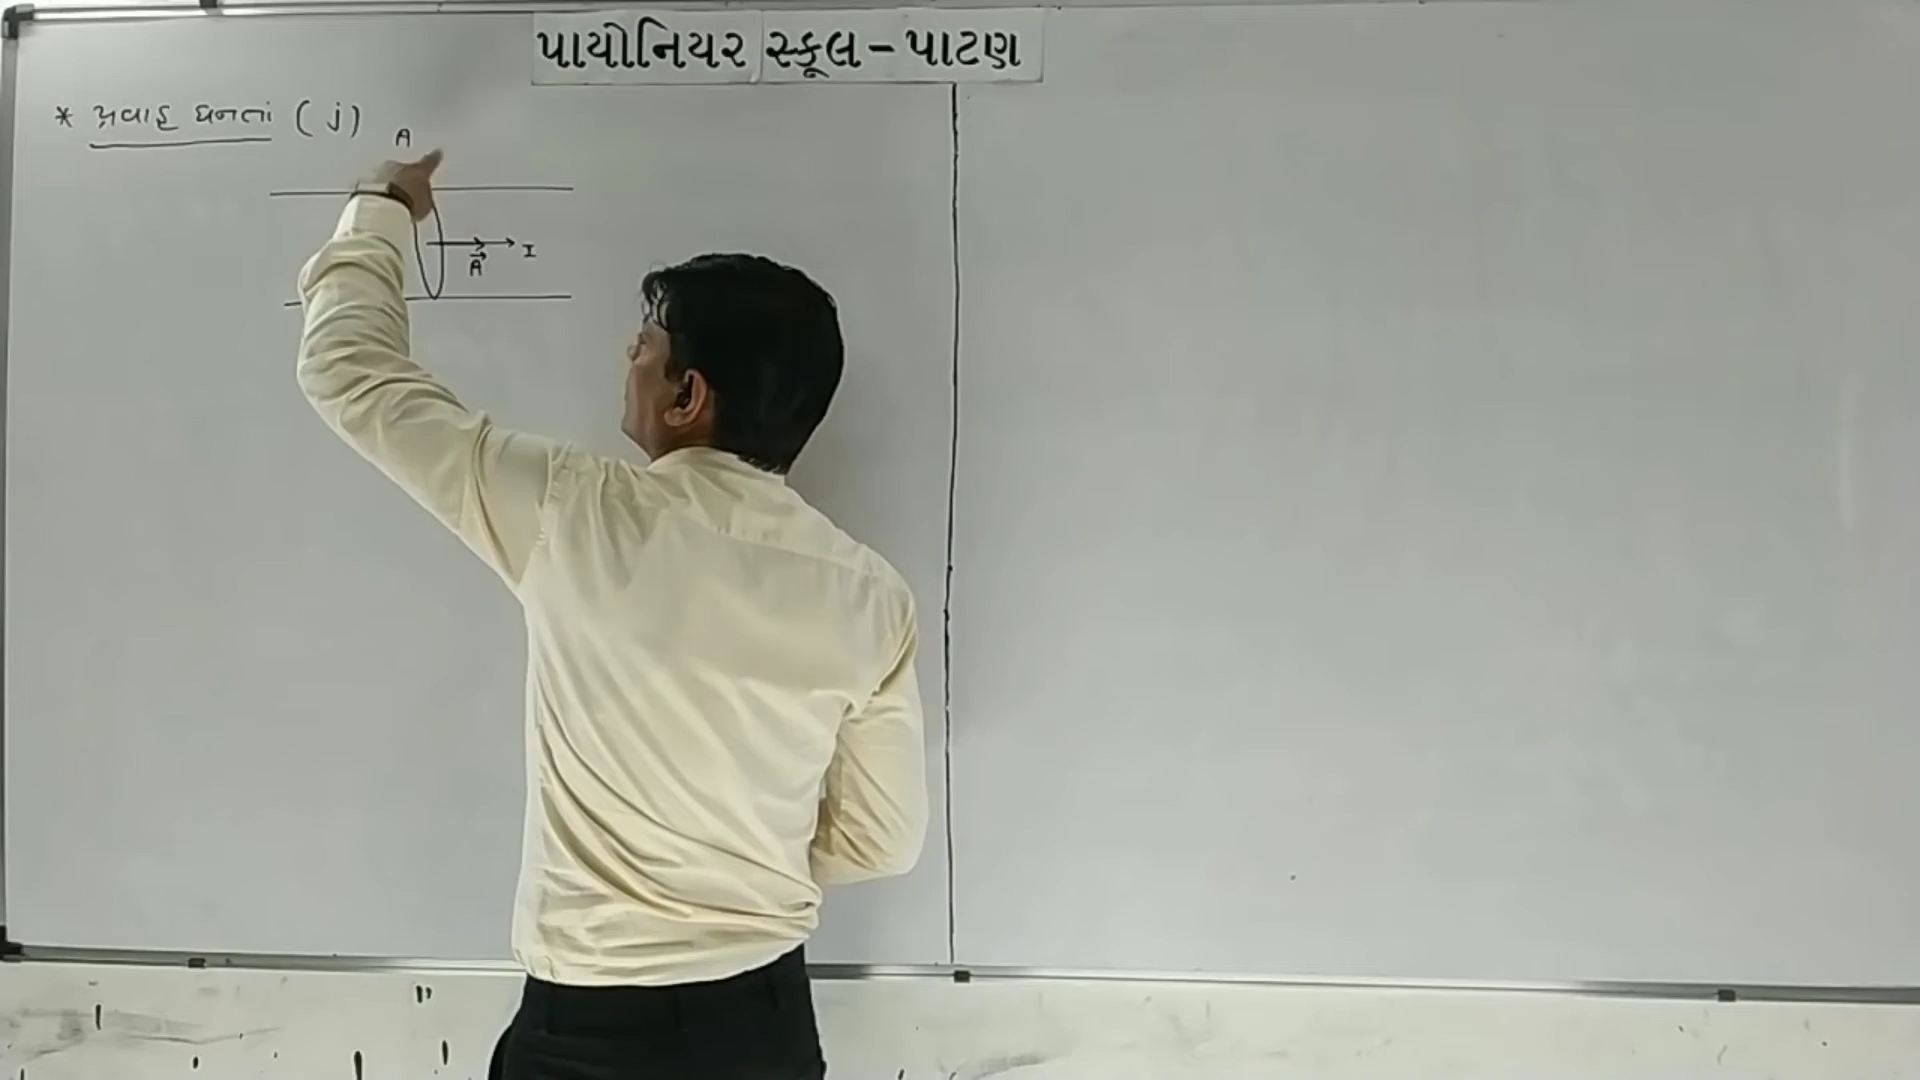 પાયોનિયર સ્કૂલ - પાટણ
* પ્રવાહ ઘનતા (j)
A
I
A⃗